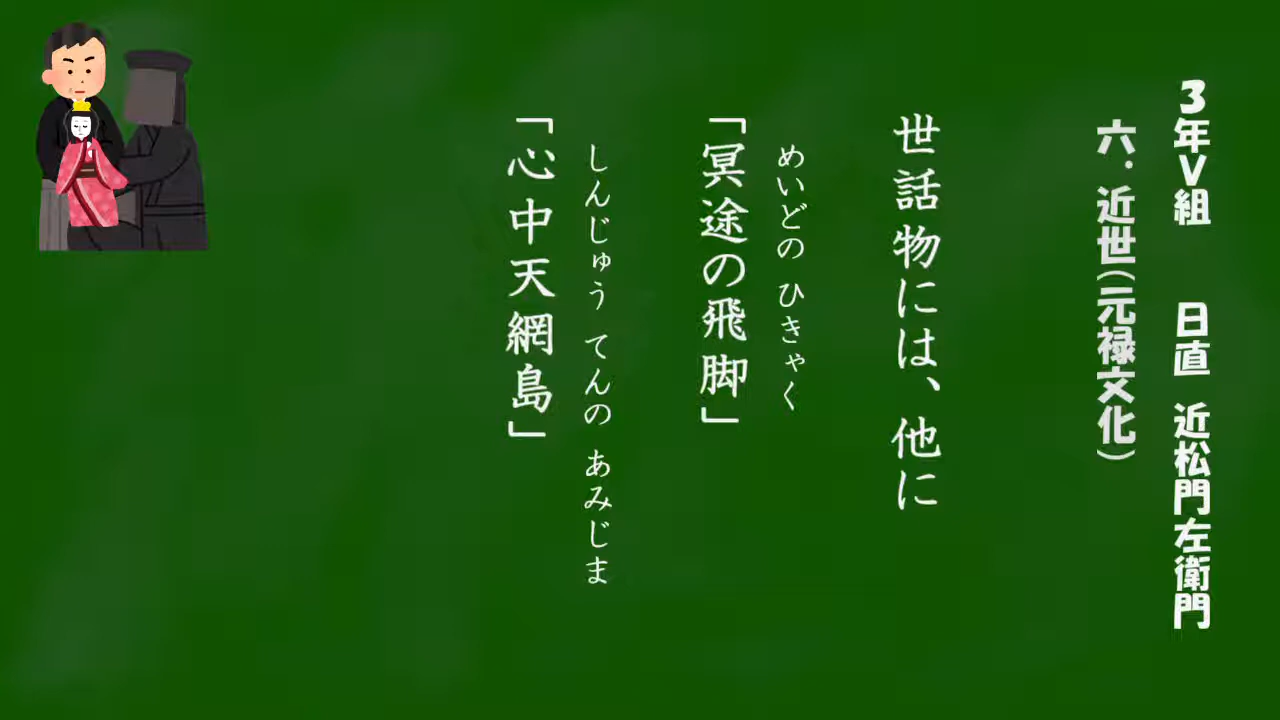 3年V組 日直 近松門左衛門
六．近世(元禄文化)
世話物には、他に
めいどの ひきゃく
「冥途の飛脚」
しんじゅう てんの あみじま
「心中天網島」